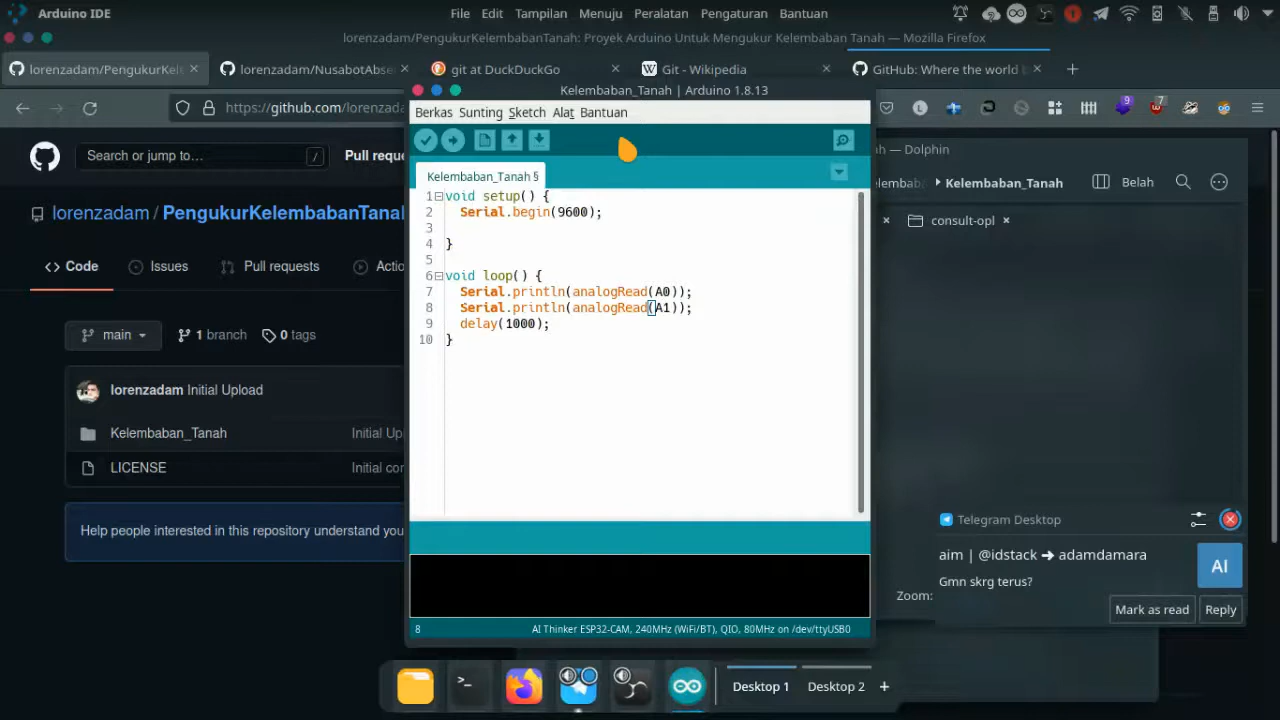 Arduino IDE
File Edit Tampilan Menuju Peralatan Pengaturan Bantuan
lorenzadam/PengukurKelembabanTanah: Proyek Arduino Untuk Mengukur Kelembaban Tanah — Mozilla Firefox
lorenzadam/PengukurKel
lorenzadam/NusabotAbse
git at DuckDuckGo
Git - Wikipedia
GitHub: Where the world b
https://github.com/lorenzada
Kelembaban_Tanah | Arduino 1.8.13
Berkas Sunting Sketch Alat Bantuan
Search or jump to... /
Pull reque
— Dolphin
Kelembaban_Tanah
Belah
consult-opl
Kelembaban_Tanah §
lorenzadam / PengukurKelembabanTana
Code Issues Pull requests Actio
main 1 branch 0 tags
lorenzadam Initial Upload
Kelembaban_Tanah Initial Up
LICENSE Initial con
Help people interested in this repository understand you
1 void setup() {
2 Serial.begin(9600);
3
4 }
5
6 void loop() {
7 Serial.println(analogRead(A0));
8 Serial.println(analogRead(A1));
9 delay(1000);
10 }
8 AI Thinker ESP32-CAM, 240MHz (WiFi/BT), QIO, 80MHz on /dev/ttyUSB0
Telegram Desktop
aim | @idstack ➔ adamdamara
AI
Gmn skrg terus?
Zoom:
Mark as read Reply
Desktop 1 Desktop 2 +
9 7